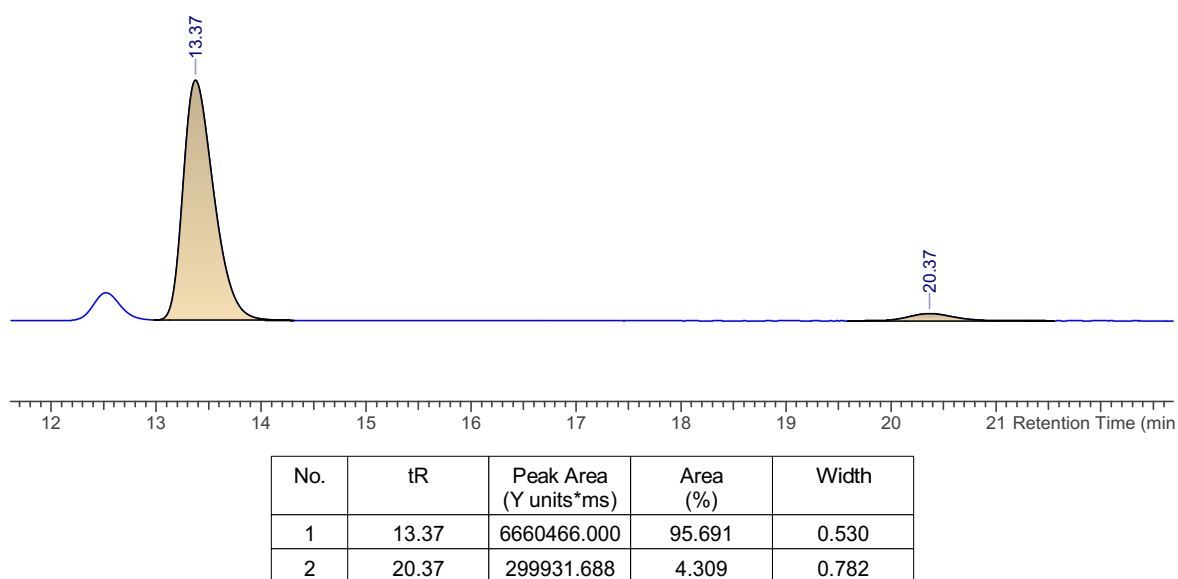 13.37
20.37
12 13 14 15 16 17 18 19 20 21 Retention Time (min
No. tR Peak Area (Y units*ms) Area (%) Width
1 13.37 6660466.000 95.691 0.530
2 20.37 299931.688 4.309 0.782